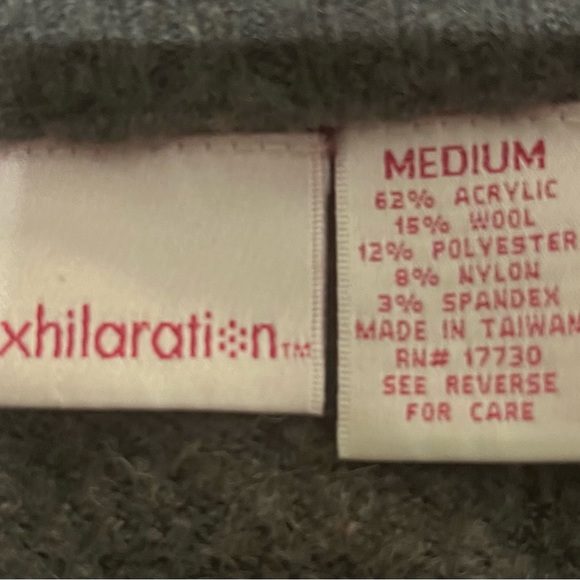 xhilaration™
MEDIUM
62% ACRYLIC
15% WOOL
12% POLYESTER
8% NYLON
3% SPANDEX
MADE IN TAIWAN
RN# 17730
SEE REVERSE
FOR CARE